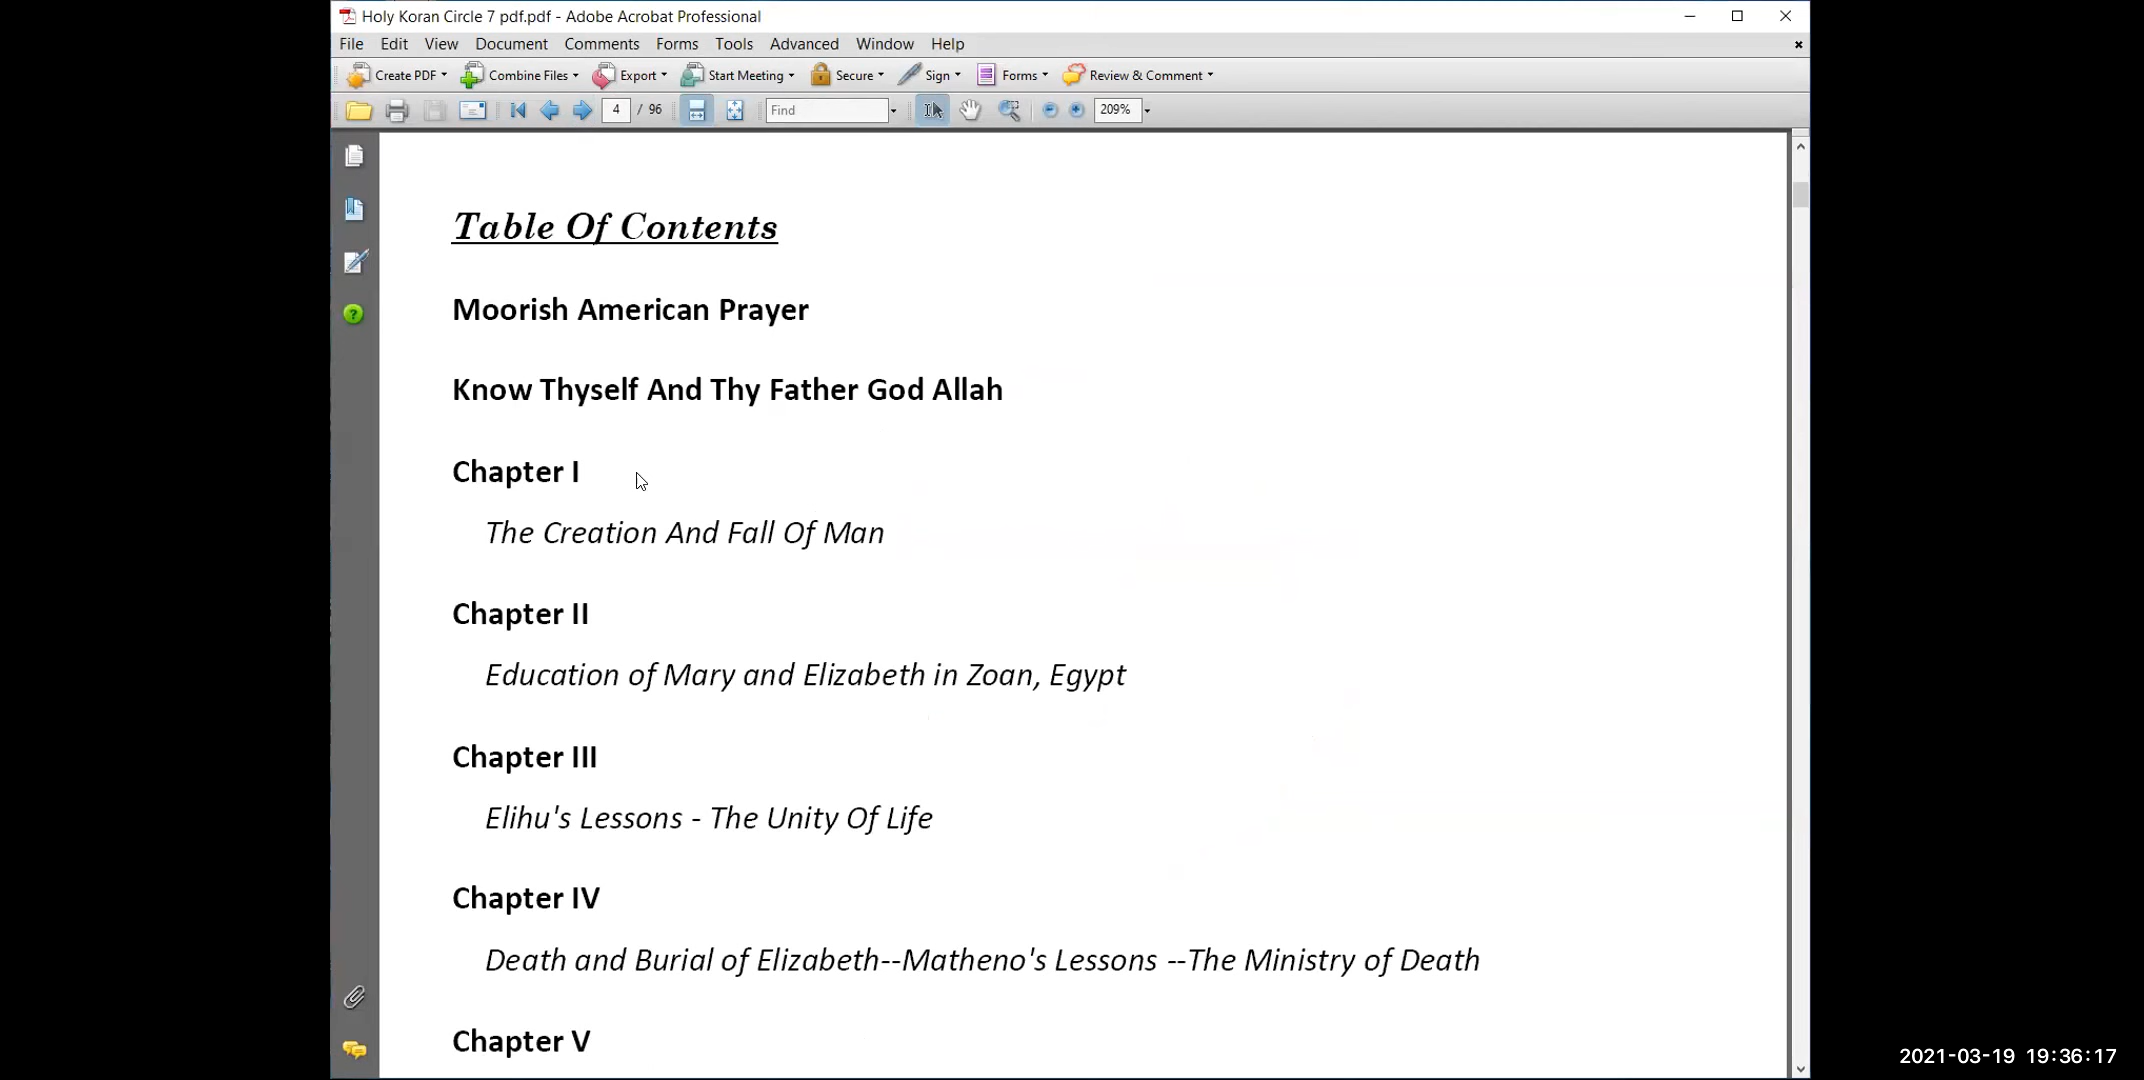 Holy Koran Circle 7 pdf.pdf - Adobe Acrobat Professional
File Edit View Document Comments Forms Tools Advanced Window Help
Create PDF Combine Files Export Start Meeting Secure Sign Forms Review & Comment
4 / 96 Find 209%
Table Of Contents
Moorish American Prayer
Know Thyself And Thy Father God Allah
Chapter I
The Creation And Fall Of Man
Chapter II
Education of Mary and Elizabeth in Zoan, Egypt
Chapter III
Elihu's Lessons - The Unity Of Life
Chapter IV
Death and Burial of Elizabeth--Matheno's Lessons --The Ministry of Death
Chapter V
2021-03-19 19:36:17